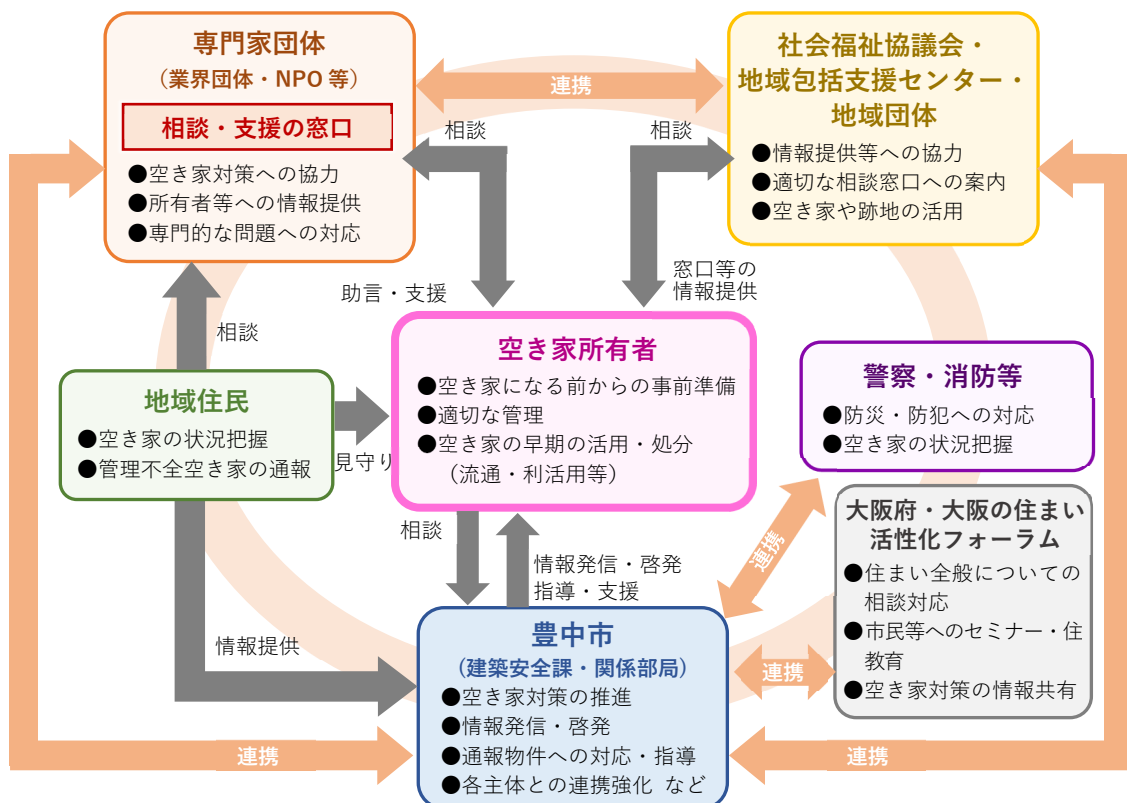 専門家団体
（業界団体・NPO 等）
相談・支援の窓口
●空き家対策への協力
●所有者等への情報提供
●専門的な問題への対応
連携
社会福祉協議会・
地域包括支援センター・
地域団体
●情報提供等への協力
●適切な相談窓口への案内
●空き家や跡地の活用
相談
相談
助言・支援
窓口等の
情報提供
相談
地域住民
●空き家の状況把握
●管理不全空き家の通報
見守り
空き家所有者
●空き家になる前からの事前準備
●適切な管理
●空き家の早期の活用・処分
（流通・利活用等）
警察・消防等
●防災・防犯への対応
●空き家の状況把握
大阪府・大阪の住まい
活性化フォーラム
●住まい全般についての
相談対応
●市民等へのセミナー・住
教育
●空き家対策の情報共有
相談
情報発信・啓発
指導・支援
連携
情報提供
豊中市
（建築安全課・関係部局）
●空き家対策の推進
●情報発信・啓発
●通報物件への対応・指導
●各主体との連携強化 など
連携
連携
連携